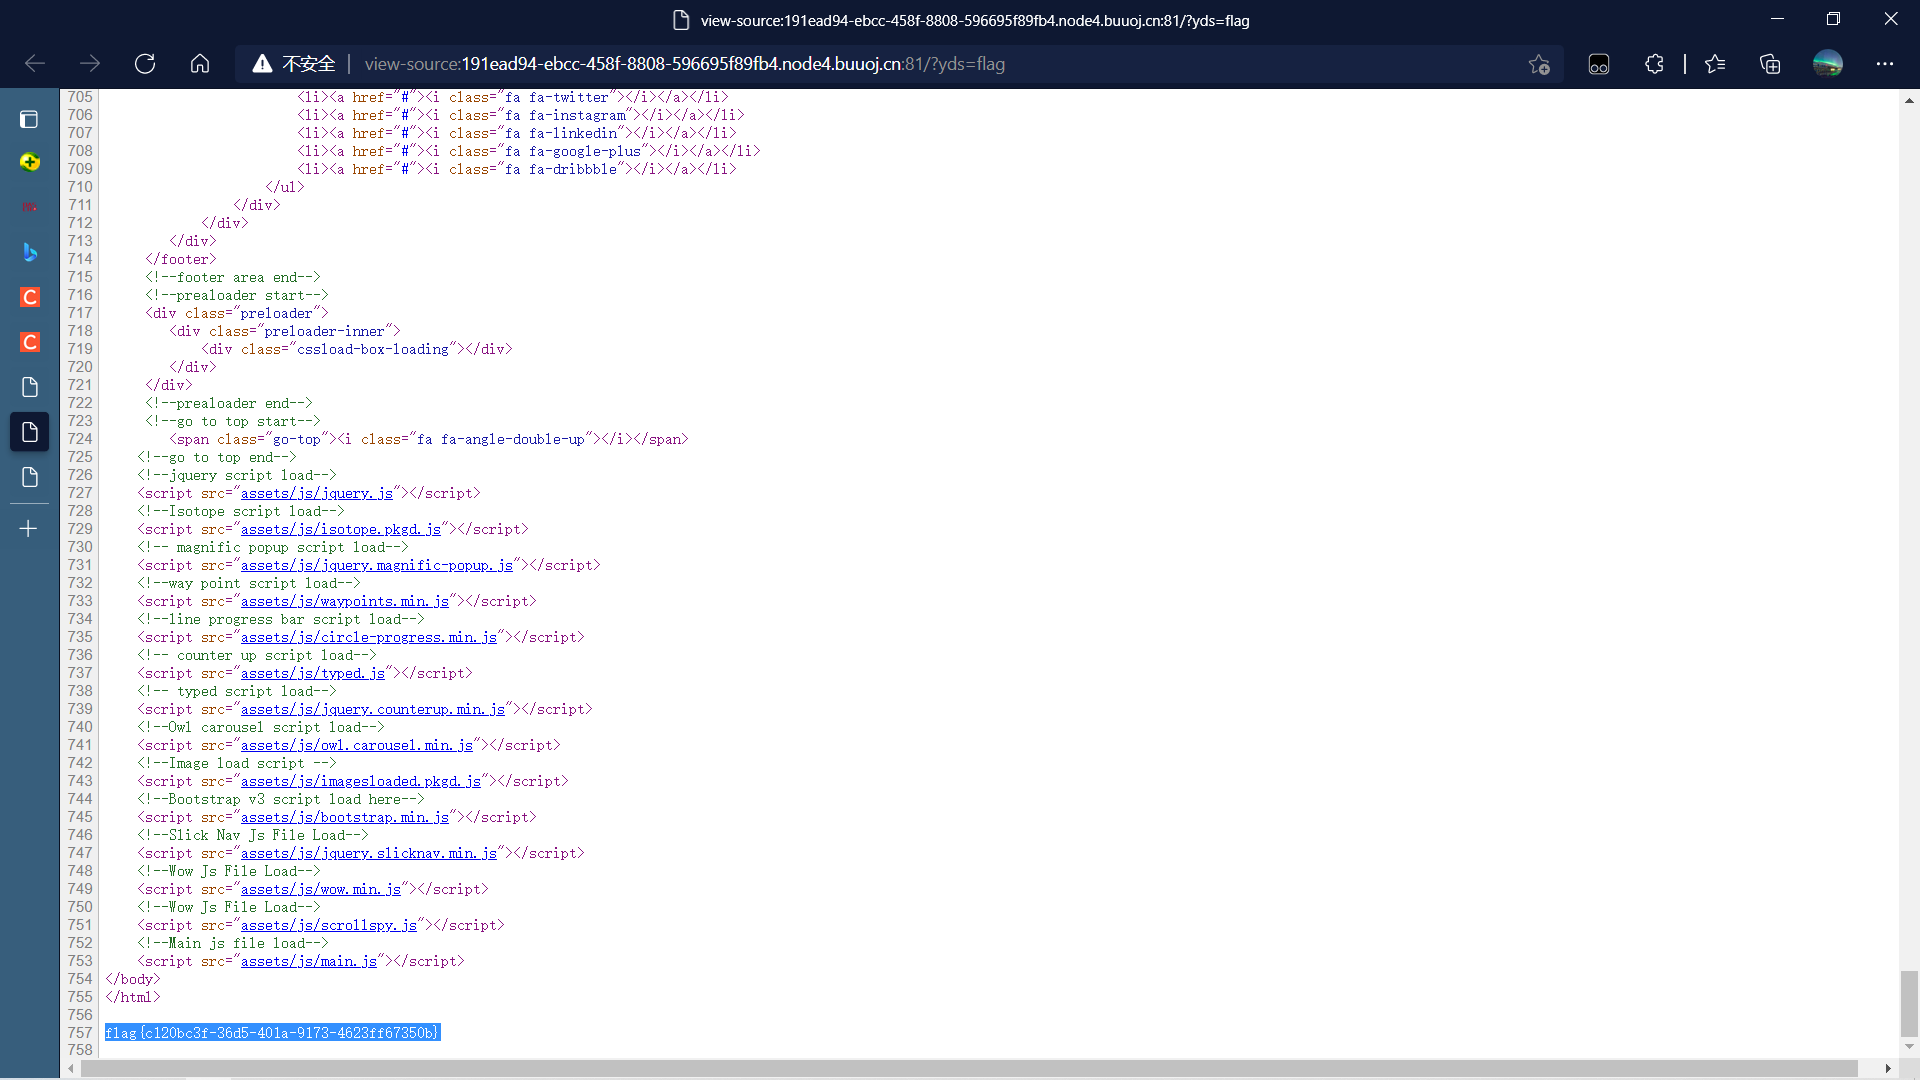 view-source:191ead94-ebcc-458f-8808-596695f89fb4.node4.buuoj.cn:81/?yds=flag
不安全 | view-source:191ead94-ebcc-458f-8808-596695f89fb4.node4.buuoj.cn:81/?yds=flag
705 <li><a href="#"><i class="fa fa-twitter"></i></a></li>
706 <li><a href="#"><i class="fa fa-instagram"></i></a></li>
707 <li><a href="#"><i class="fa fa-linkedin"></i></a></li>
708 <li><a href="#"><i class="fa fa-google-plus"></i></a></li>
709 <li><a href="#"><i class="fa fa-dribbble"></i></a></li>
710 </ul>
711 </div>
712 </div>
713 </div>
714 </footer>
715 <!--footer area end-->
716 <!--prealoader start-->
717 <div class="preloader">
718 <div class="preloader-inner">
719 <div class="cssload-box-loading"></div>
720 </div>
721 </div>
722 <!--prealoader end-->
723 <!--go to top start-->
724 <span class="go-top"><i class="fa fa-angle-double-up"></i></span>
725 <!--go to top end-->
726 <!--jquery script load-->
727 <script src="assets/js/jquery.js"></script>
728 <!--Isotope script load-->
729 <script src="assets/js/isotope.pkgd.js"></script>
730 <!-- magnific popup script load-->
731 <script src="assets/js/jquery.magnific-popup.js"></script>
732 <!--way point script load-->
733 <script src="assets/js/waypoints.min.js"></script>
734 <!--line progress bar script load-->
735 <script src="assets/js/circle-progress.min.js"></script>
736 <!-- counter up script load-->
737 <script src="assets/js/typed.js"></script>
738 <!-- typed script load-->
739 <script src="assets/js/jquery.counterup.min.js"></script>
740 <!--Owl carousel script load-->
741 <script src="assets/js/owl.carousel.min.js"></script>
742 <!--Image load script -->
743 <script src="assets/js/imagesloaded.pkgd.js"></script>
744 <!--Bootstrap v3 script load here-->
745 <script src="assets/js/bootstrap.min.js"></script>
746 <!--Slick Nav Js File Load-->
747 <script src="assets/js/jquery.slicknav.min.js"></script>
748 <!--Wow Js File Load-->
749 <script src="assets/js/wow.min.js"></script>
750 <!--Wow Js File Load-->
751 <script src="assets/js/scrollspy.js"></script>
752 <!--Main js file load-->
753 <script src="assets/js/main.js"></script>
754 </body>
755 </html>
756
757 flag{c120bc3f-36d5-401a-9173-4623ff67350b}
758